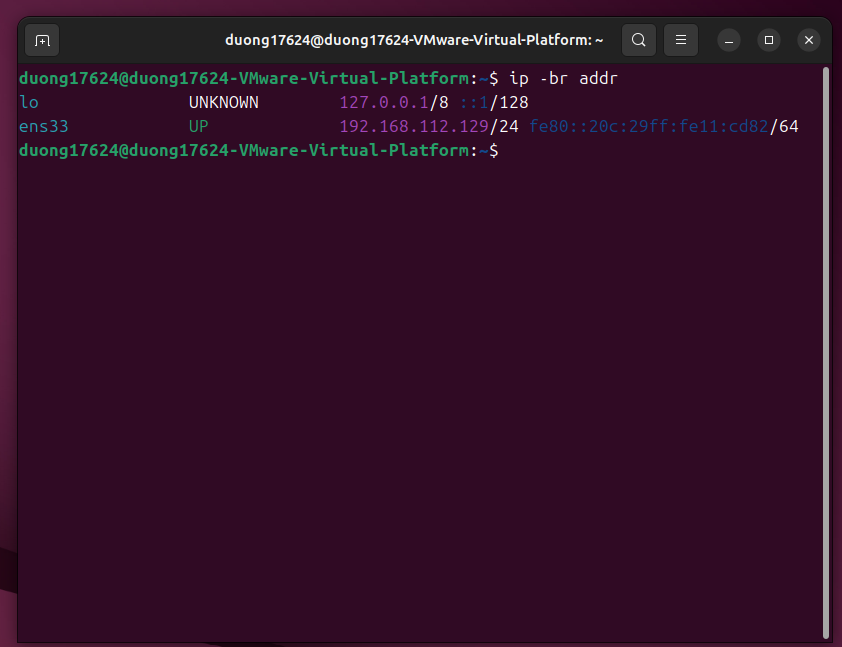 duong17624@duong17624-VMware-Virtual-Platform: ~
duong17624@duong17624-VMware-Virtual-Platform:~$ ip -br addr
lo               UNKNOWN        127.0.0.1/8 ::1/128
ens33            UP             192.168.112.129/24 fe80::20c:29ff:fe11:cd82/64
duong17624@duong17624-VMware-Virtual-Platform:~$